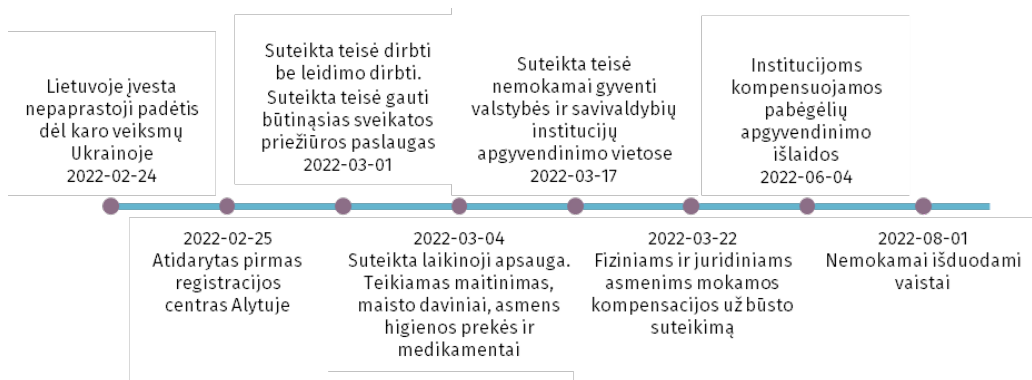 Lietuvoje įvesta
nepaprastoji padėtis
dėl karo veiksmų
Ukrainoje
2022-02-24
Suteikta teisė dirbti
be leidimo dirbti.
Suteikta teisė gauti
būtinąsias sveikatos
priežiūros paslaugas
2022-03-01
Suteikta teisė
nemokamai gyventi
valstybės ir savivaldybių
institucijų
apgyvendinimo vietose
2022-03-17
Institucijoms
kompensuojamos
pabėgėlių
apgyvendinimo
išlaidos
2022-06-04
2022-02-25
Atidarytas pirmas
registracijos
centras Alytuje
2022-03-04
Suteikta laikinoji apsauga.
Teikiamas maitinimas,
maisto daviniai, asmens
higienos prekės ir
medikamentai
2022-03-22
Fiziniams ir juridiniams
asmenims mokamos
kompensacijos už būsto
suteikimą
2022-08-01
Nemokamai išduodami
vaistai